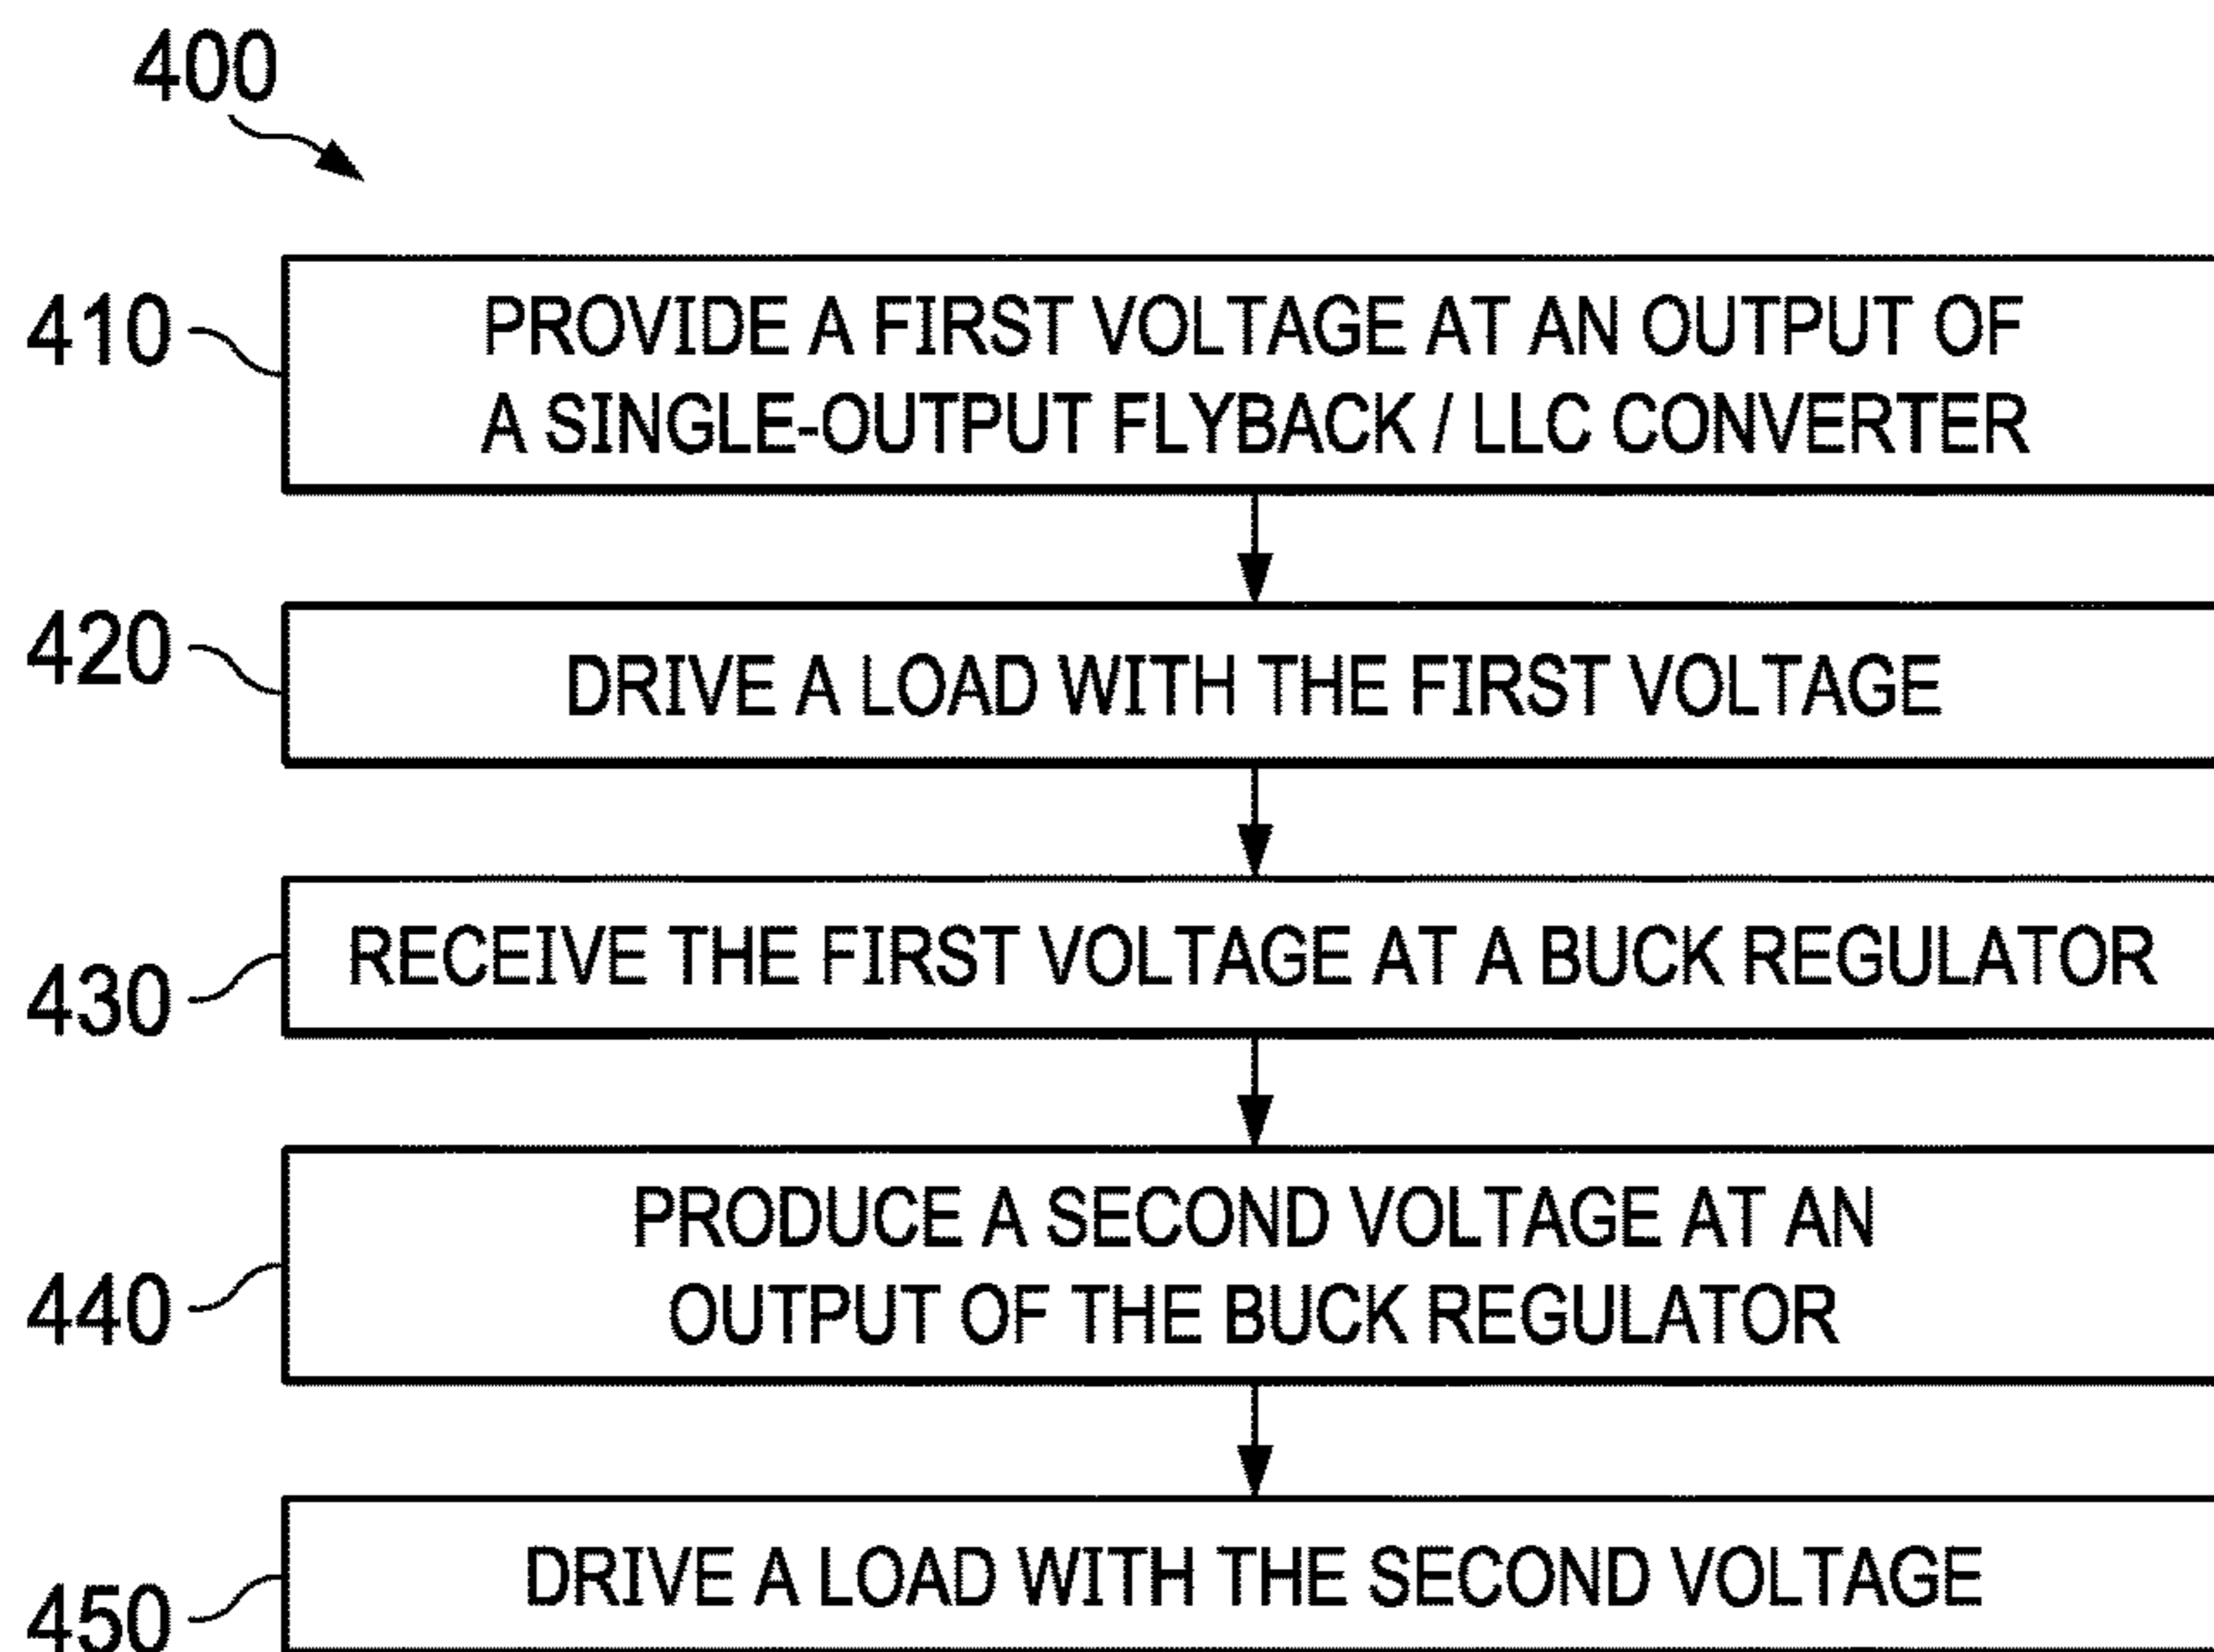 400
410
PROVIDE A FIRST VOLTAGE AT AN OUTPUT OF
A SINGLE-OUTPUT FLYBACK / LLC CONVERTER
420
DRIVE A LOAD WITH THE FIRST VOLTAGE
430
RECEIVE THE FIRST VOLTAGE AT A BUCK REGULATOR
440
PRODUCE A SECOND VOLTAGE AT AN
OUTPUT OF THE BUCK REGULATOR
450
DRIVE A LOAD WITH THE SECOND VOLTAGE